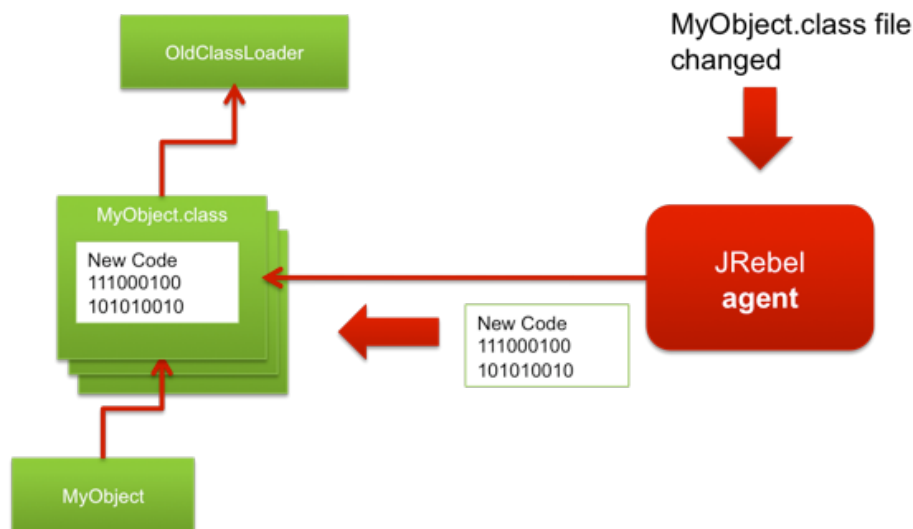 OldClassLoader
MyObject.class file
changed
MyObject.class
New Code
111000100
101010010
JRebel
agent
New Code
111000100
101010010
MyObject